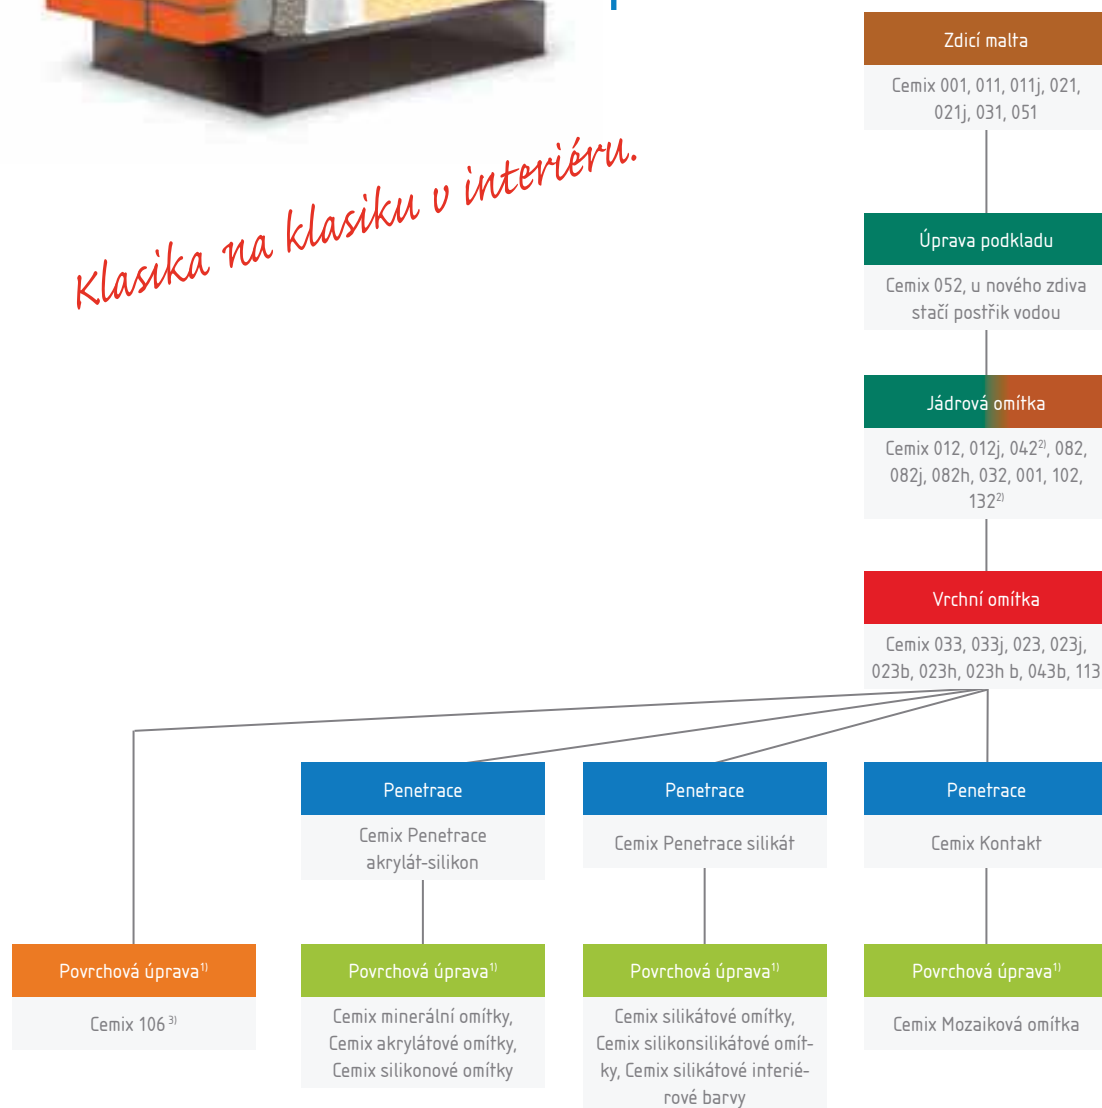 Zdicí malta
Cemix 001, 011, 011j, 021,
021j, 031, 051
Klasika na klasiku v interiéru.
Úprava podkladu
Cemix 052, u nového zdiva
stačí postřik vodou
Jádrová omítka
Cemix 012, 012j, 042²⁾, 082,
082j, 082h, 032, 001, 102,
132²⁾
Vrchní omítka
Cemix 033, 033j, 023, 023j,
023b, 023h, 023h b, 043b, 113
Penetrace
Cemix Penetrace
akrylát-silikon
Penetrace
Cemix Penetrace silikát
Penetrace
Cemix Kontakt
Povrchová úprava¹⁾
Cemix 106 ³⁾
Povrchová úprava¹⁾
Cemix minerální omítky,
Cemix akrylátové omítky,
Cemix silikonové omítky
Povrchová úprava¹⁾
Cemix silikátové omítky,
Cemix silikonsilikátové omít-
ky, Cemix silikátové interié-
rové barvy
Povrchová úprava¹⁾
Cemix Mozaiková omítka